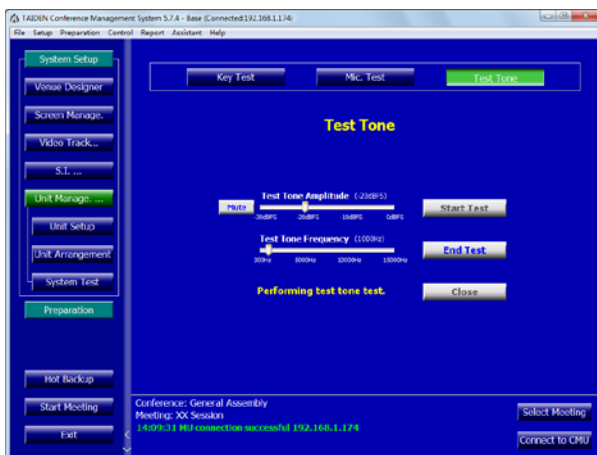 TAIDEN Conference Management System 5.7.4 - Base (Connected:192.168.1.174)
File Setup Preparation Control Report Assistant Help
System Setup
Venue Designer
Screen Manage.
Video Track...
S.I. ...
Unit Manage. ...
Unit Setup
Unit Arrangement
System Test
Preparation
Hot Backup
Start Meeting
Exit
Key Test Mic. Test Test Tone
Test Tone
Test Tone Amplitude (-20dBFS)
Mute
-30dBFS -20dBFS -10dBFS 0dBFS
Start Test
Test Tone Frequency (1000Hz)
300Hz 5000Hz 10000Hz 15000Hz
End Test
Performing test tone test.
Close
Conference: General Assembly
Meeting: XX Session
14:09:31 MU connection successful 192.168.1.174
Select Meeting
Connect to CMU